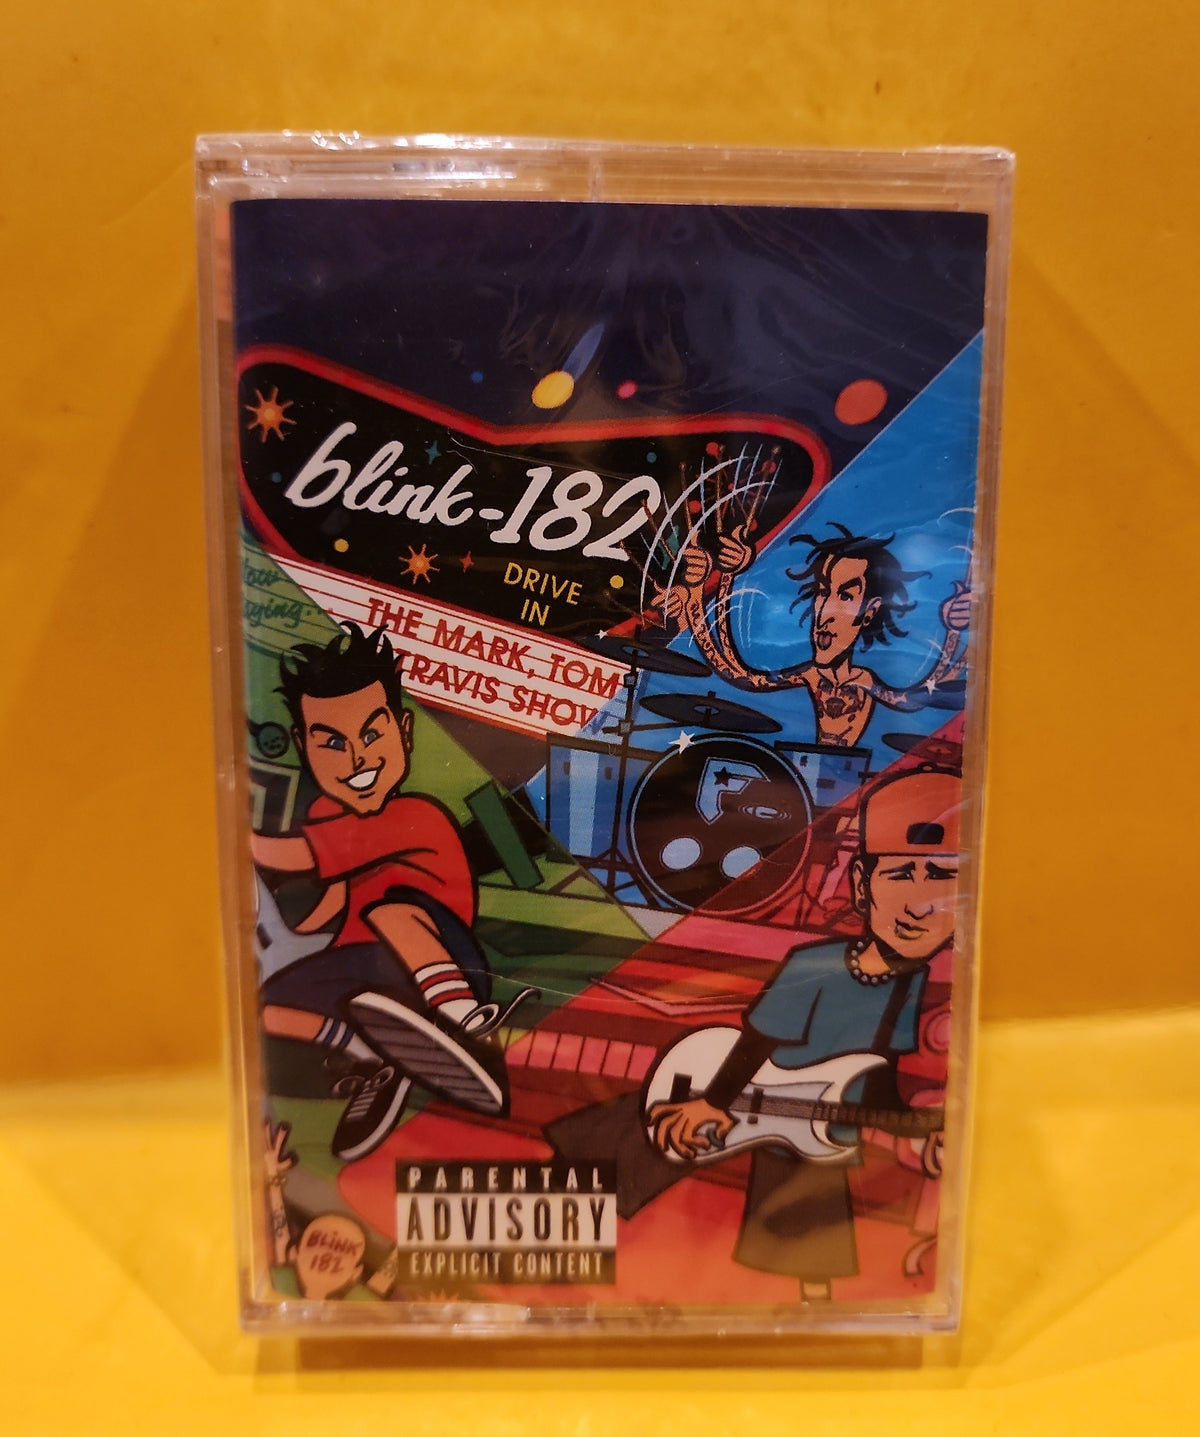 blink-182
DRIVE
IN
THE MARK, TOM
TRAVIS SHOW
PARENTAL
ADVISORY
EXPLICIT CONTENT
BLINK
182